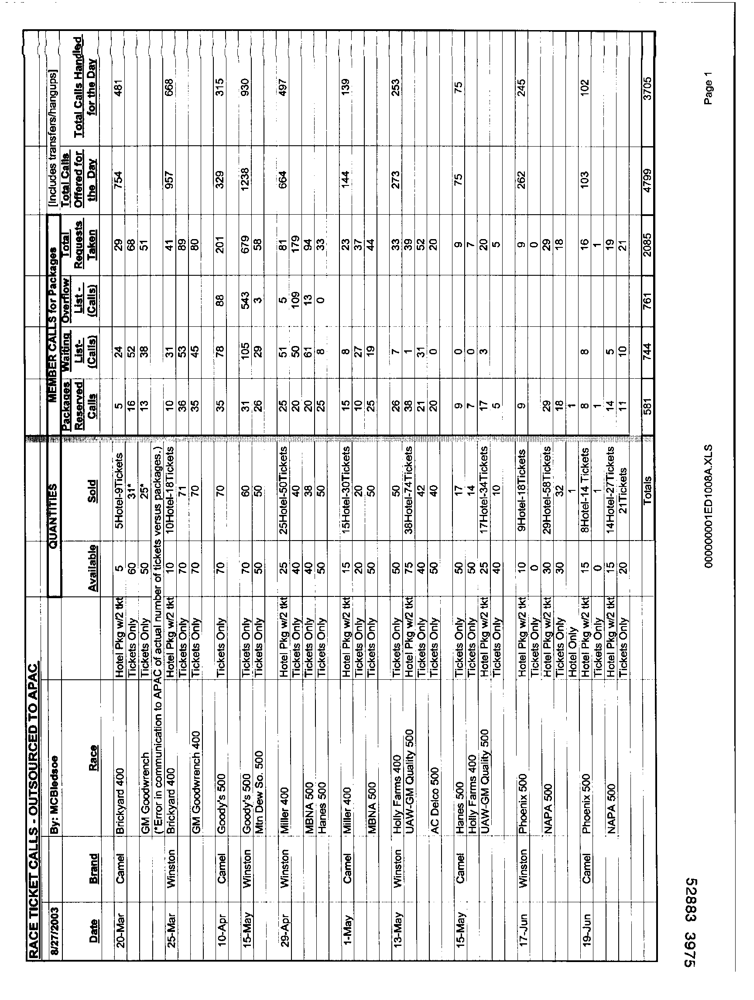 RACE TICKET CALLS - OUTSOURCED TO APAC
8/27/2003 By: MCBledsoe QUANTITIES MEMBER CALLS for Packages [Includes transfers/hangups]
Date Brand Race Available Sold Packages Reserved Calls Waiting List- (Calls) Overflow List - (Calls) Total Requests Taken Total Calls Offered for the Day Total Calls Handled for the Day
20-Mar Camel Brickyard 400 Hotel Pkg w/2 tkt 5 5Hotel-9Tickets 5 24 29 754 481
Tickets Only 60 31* 16 52 68
GM Goodwrench Tickets Only 50 25* 13 38 51
(*Error in communication to APAC of actual number of tickets versus packages.)
25-Mar Winston Brickyard 400 Hotel Pkg w/2 tkt 10 10Hotel-18Tickets 10 31 41 957 668
Tickets Only 70 71 36 53 89
GM Goodwrench 400 Tickets Only 70 70 35 45 80
10-Apr Camel Goody's 500 Tickets Only 70 70 35 78 88 201 329 315
15-May Winston Goody's 500 Tickets Only 70 60 31 105 543 679 1238 930
Mtn Dew So. 500 Tickets Only 50 50 26 29 3 58
29-Apr Winston Miller 400 Hotel Pkg w/2 tkt 25 25Hotel-50Tickets 25 51 5 81 664 497
Tickets Only 40 40 20 50 109 179
MBNA 500 Tickets Only 40 38 20 61 13 94
Hanes 500 Tickets Only 50 50 25 8 0 33
1-May Camel Miller 400 Hotel Pkg w/2 tkt 15 15Hotel-30Tickets 15 8 23 144 139
Tickets Only 20 20 10 27 37
MBNA 500 Tickets Only 50 50 25 19 44
13-May Winston Holly Farms 400 Tickets Only 50 50 26 7 33 273 253
UAW-GM Quality 500 Hotel Pkg w/2 tkt 75 38Hotel-74Tickets 38 1 39
Tickets Only 40 42 21 31 52
AC Delco 500 Tickets Only 50 40 20 0 20
15-May Camel Hanes 500 Tickets Only 50 17 9 0 9 75 75
Holly Farms 400 Tickets Only 50 14 7 0 7
UAW-GM Quality 500 Hotel Pkg w/2 tkt 25 17Hotel-34Tickets 17 3 20
Tickets Only 40 10 5 5
17-Jun Winston Phoenix 500 Hotel Pkg w/2 tkt 10 9Hotel-18Tickets 9 9 262 245
Tickets Only 0 0
NAPA 500 Hotel Pkg w/2 tkt 30 29Hotel-58Tickets 29 29
Tickets Only 30 32 18 18
Hotel Only 1 1
19-Jun Camel Phoenix 500 Hotel Pkg w/2 tkt 15 8Hotel-14 Tickets 8 8 16 103 102
Tickets Only 0 1 1 1
NAPA 500 Hotel Pkg w/2 tkt 15 14Hotel-27Tickets 14 5 19
Tickets Only 20 21Tickets 11 10 21
Totals 581 744 761 2085 4799 3705
000000001ED1008A.XLS
Page 1
52883 3975